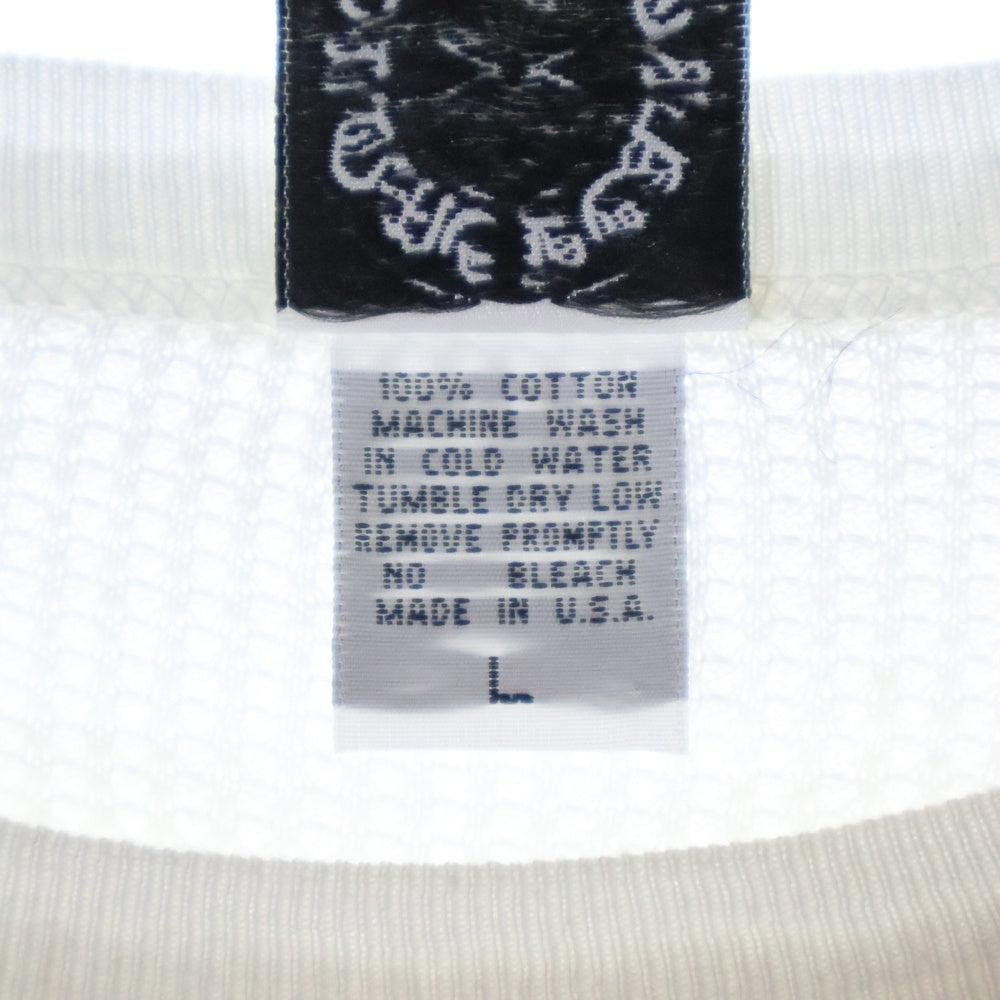 100% COTTON
MACHINE WASH
IN COLD WATER
TUMBLE DRY LOW
REMOVE PROMPTLY
NO BLEACH
MADE IN U.S.A.
L